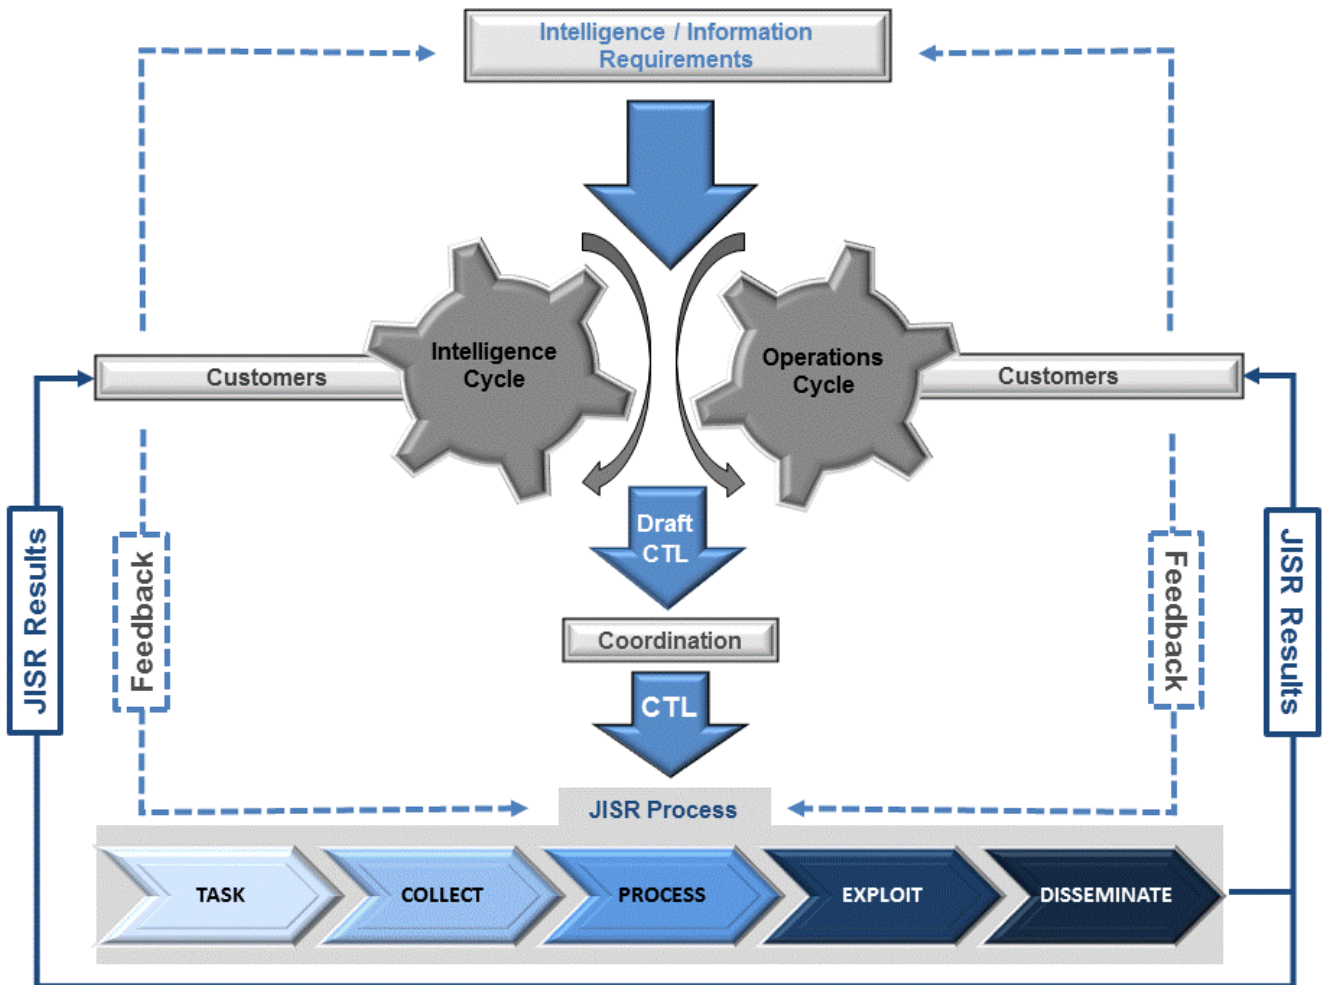 Intelligence / Information
Requirements
Intelligence
Cycle
Operations
Cycle
Customers
Customers
Draft
CTL
JISR Results
Feedback
Feedback
JISR Results
Coordination
CTL
JISR Process
TASK
COLLECT
PROCESS
EXPLOIT
DISSEMINATE